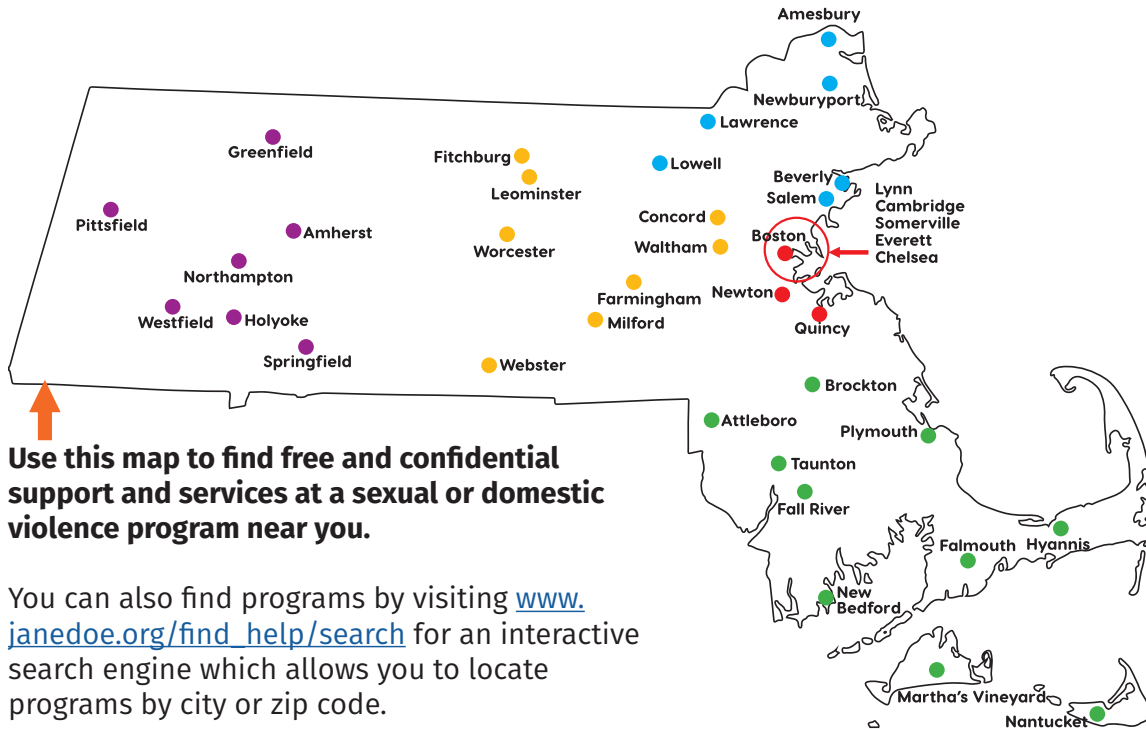 Amesbury
Newburyport
Lawrence
Greenfield
Fitchburg
Lowell
Leominster
Beverly
Salem
Lynn
Cambridge
Somerville
Everett
Chelsea
Pittsfield
Concord
Amherst
Boston
Worcester
Waltham
Northampton
Newton
Farmingham
Westfield
Holyoke
Milford
Quincy
Springfield
Webster
Brockton
Attleboro
Plymouth
Taunton
Fall River
Falmouth
Hyannis
New
Bedford
Martha's Vineyard
Nantucket
Use this map to find free and confidential
support and services at a sexual or domestic
violence program near you.
You can also find programs by visiting www.
janedoe.org/find_help/search for an interactive
search engine which allows you to locate
programs by city or zip code.